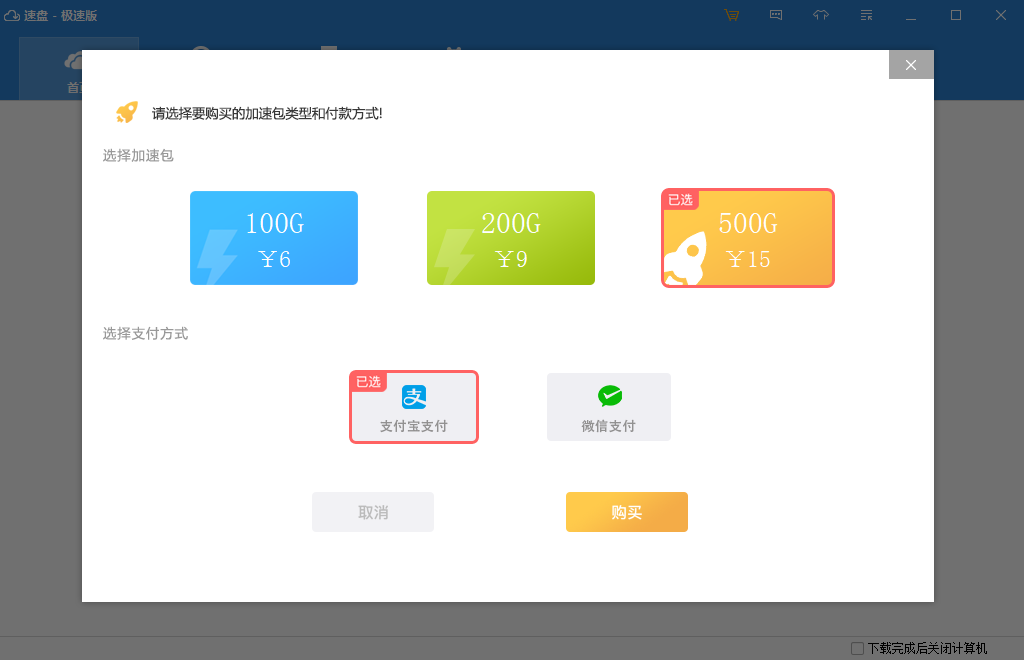 速盘 - 极速版
请选择要购买的加速包类型和付款方式!
选择加速包
100G
￥6
200G
￥9
已选
500G
￥15
选择支付方式
已选
支付宝支付
微信支付
取消
购买
下载完成后关闭计算机